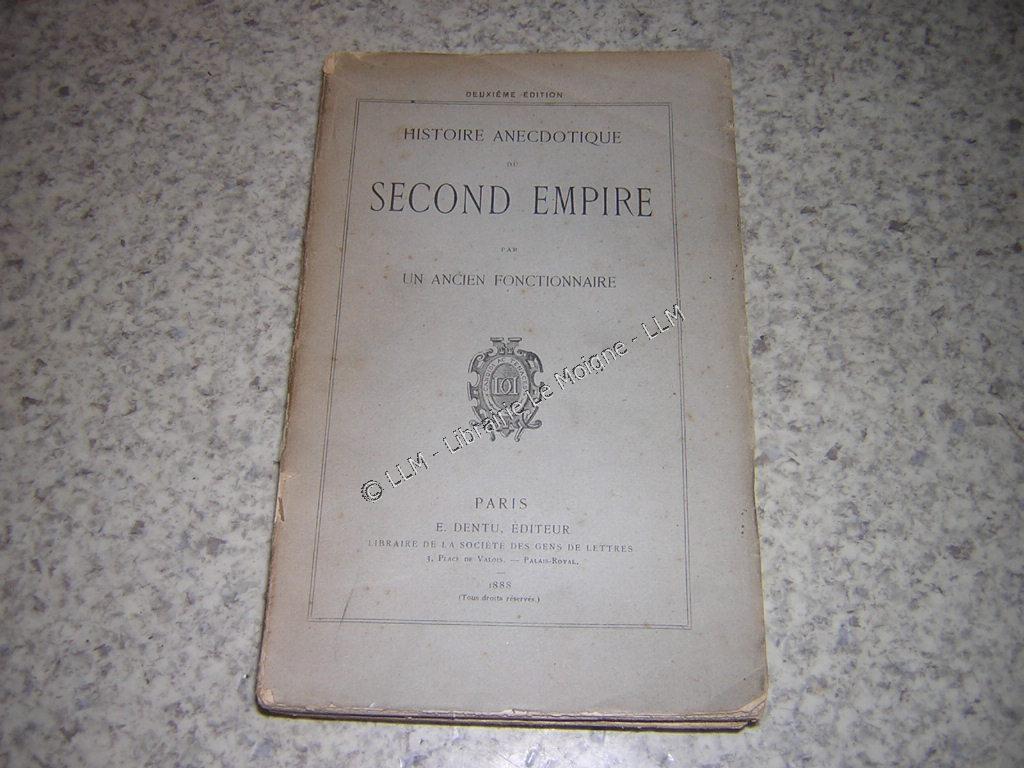 DEUXIÈME ÉDITION
HISTOIRE ANECDOTIQUE
DU
SECOND EMPIRE
PAR
UN ANCIEN FONCTIONNAIRE
© LLM - Librairie Le Moigne - LLM
PARIS
E. DENTU, ÉDITEUR
LIBRAIRE DE LA SOCIÉTÉ DES GENS DE LETTRES
3, PLACE DE VALOIS. — PALAIS-ROYAL.
1888
(Tous droits réservés.)